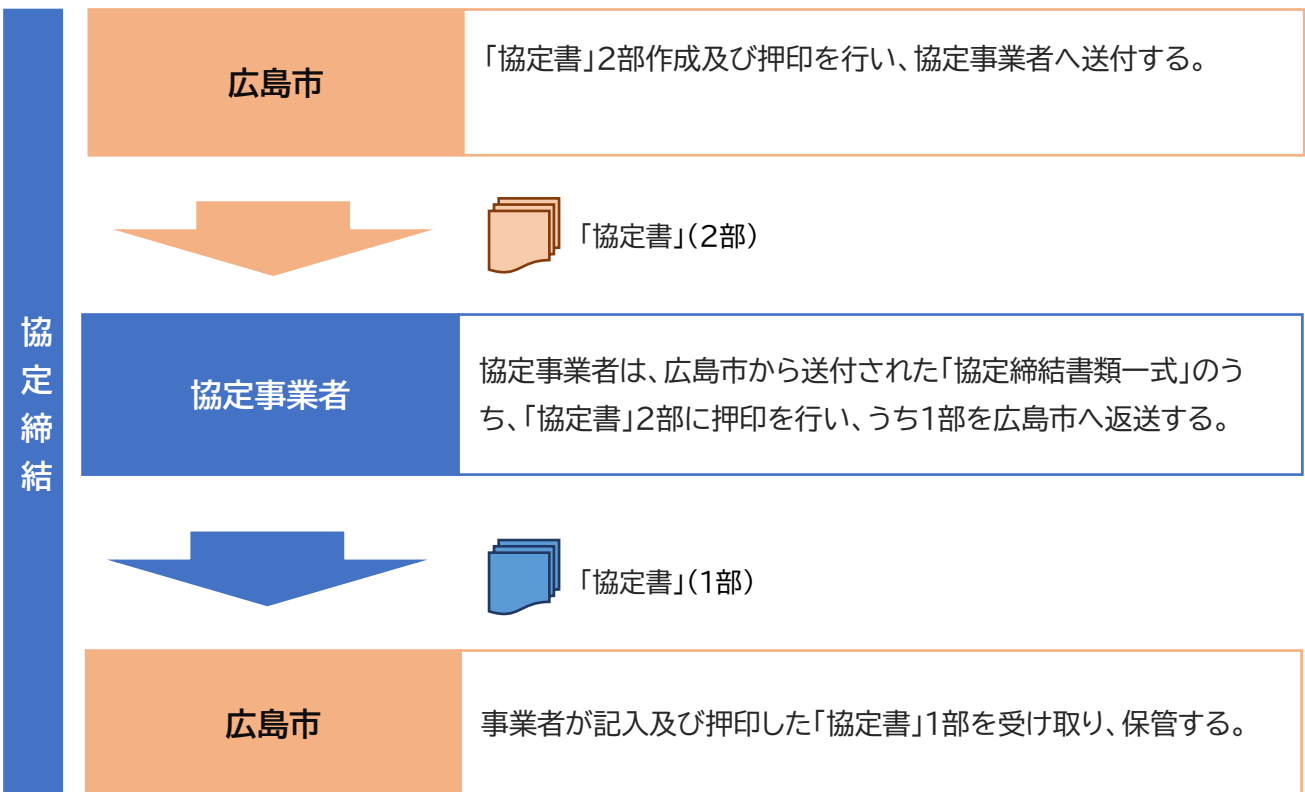 協定締結
広島市
「協定書」2部作成及び押印を行い、協定事業者へ送付する。
「協定書」(2部)
協定事業者
協定事業者は、広島市から送付された「協定締結書類一式」のう
ち、「協定書」2部に押印を行い、うち1部を広島市へ返送する。
「協定書」(1部)
広島市
事業者が記入及び押印した「協定書」1部を受け取り、保管する。